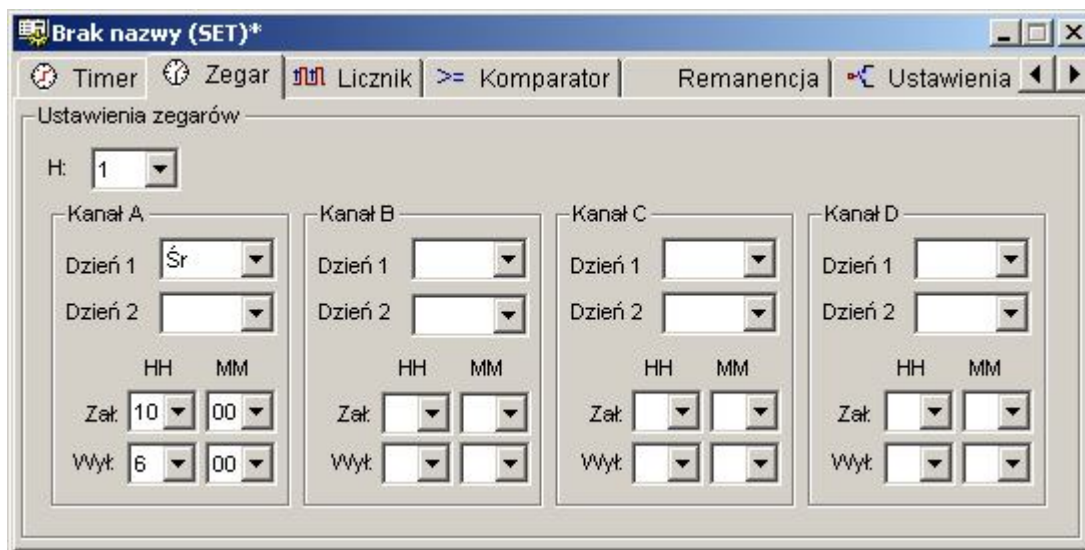 Brak nazwy (SET)*
Timer Zegar Licznik >= Komparator Remanencja Ustawienia
Ustawienia zegarów
H: 1
Kanał A Kanał B Kanał C Kanał D
Dzień 1 Śr Dzień 1 Dzień 1 Dzień 1
Dzień 2 Dzień 2 Dzień 2 Dzień 2
HH MM HH MM HH MM HH MM
Zał: 10 00 Zał: Zał: Zał:
Wył: 6 00 Wył: Wył: Wył: